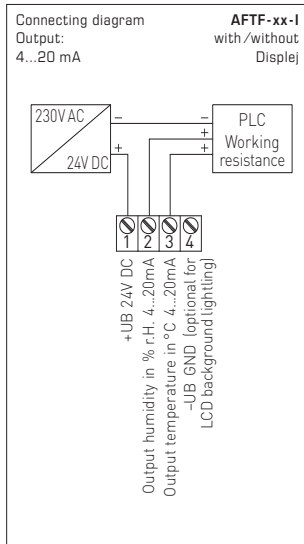 Connecting diagram
Output:
4...20 mA
AFTF-xx-I
with/without
Displej
230V AC
24V DC
–
+
–
+
+
PLC
Working
resistance
1 2 3 4
+UB 24V DC
Output humidity in % r.H. 4...20mA
Output temperature in °C 4...20mA
–UB GND (optional for
LCD background lightling)